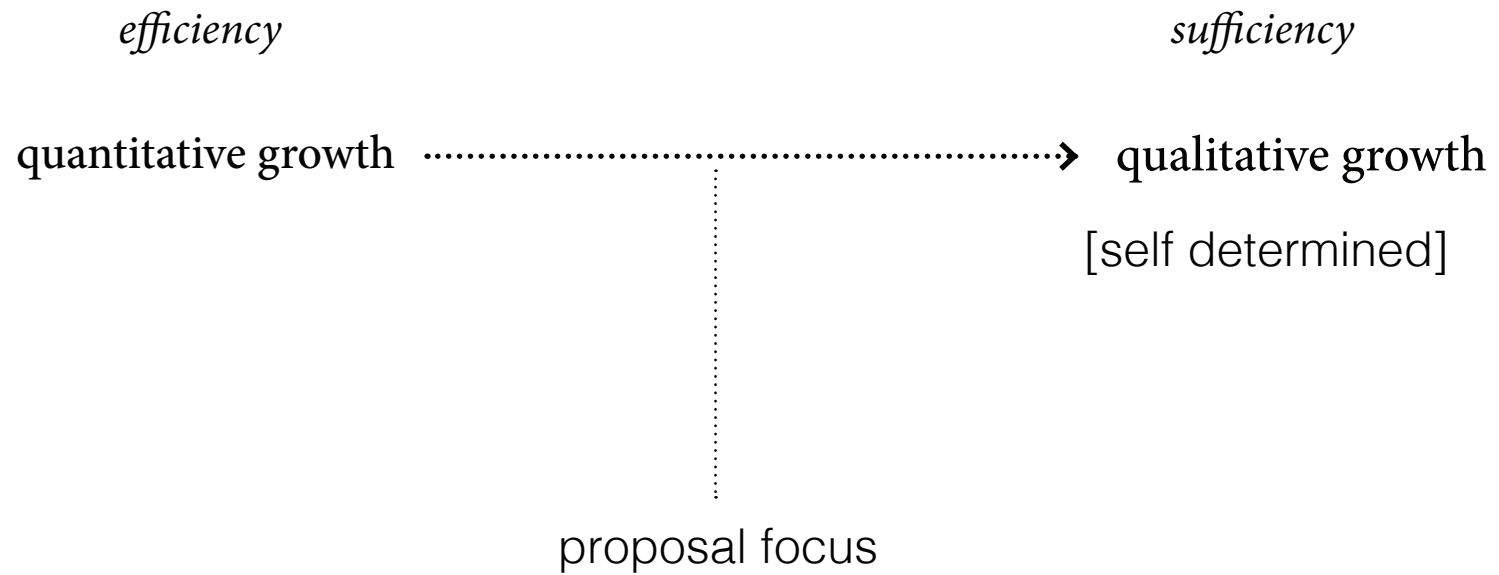 efficiency
sufficiency
quantitative growth
qualitative growth
[self determined]
proposal focus